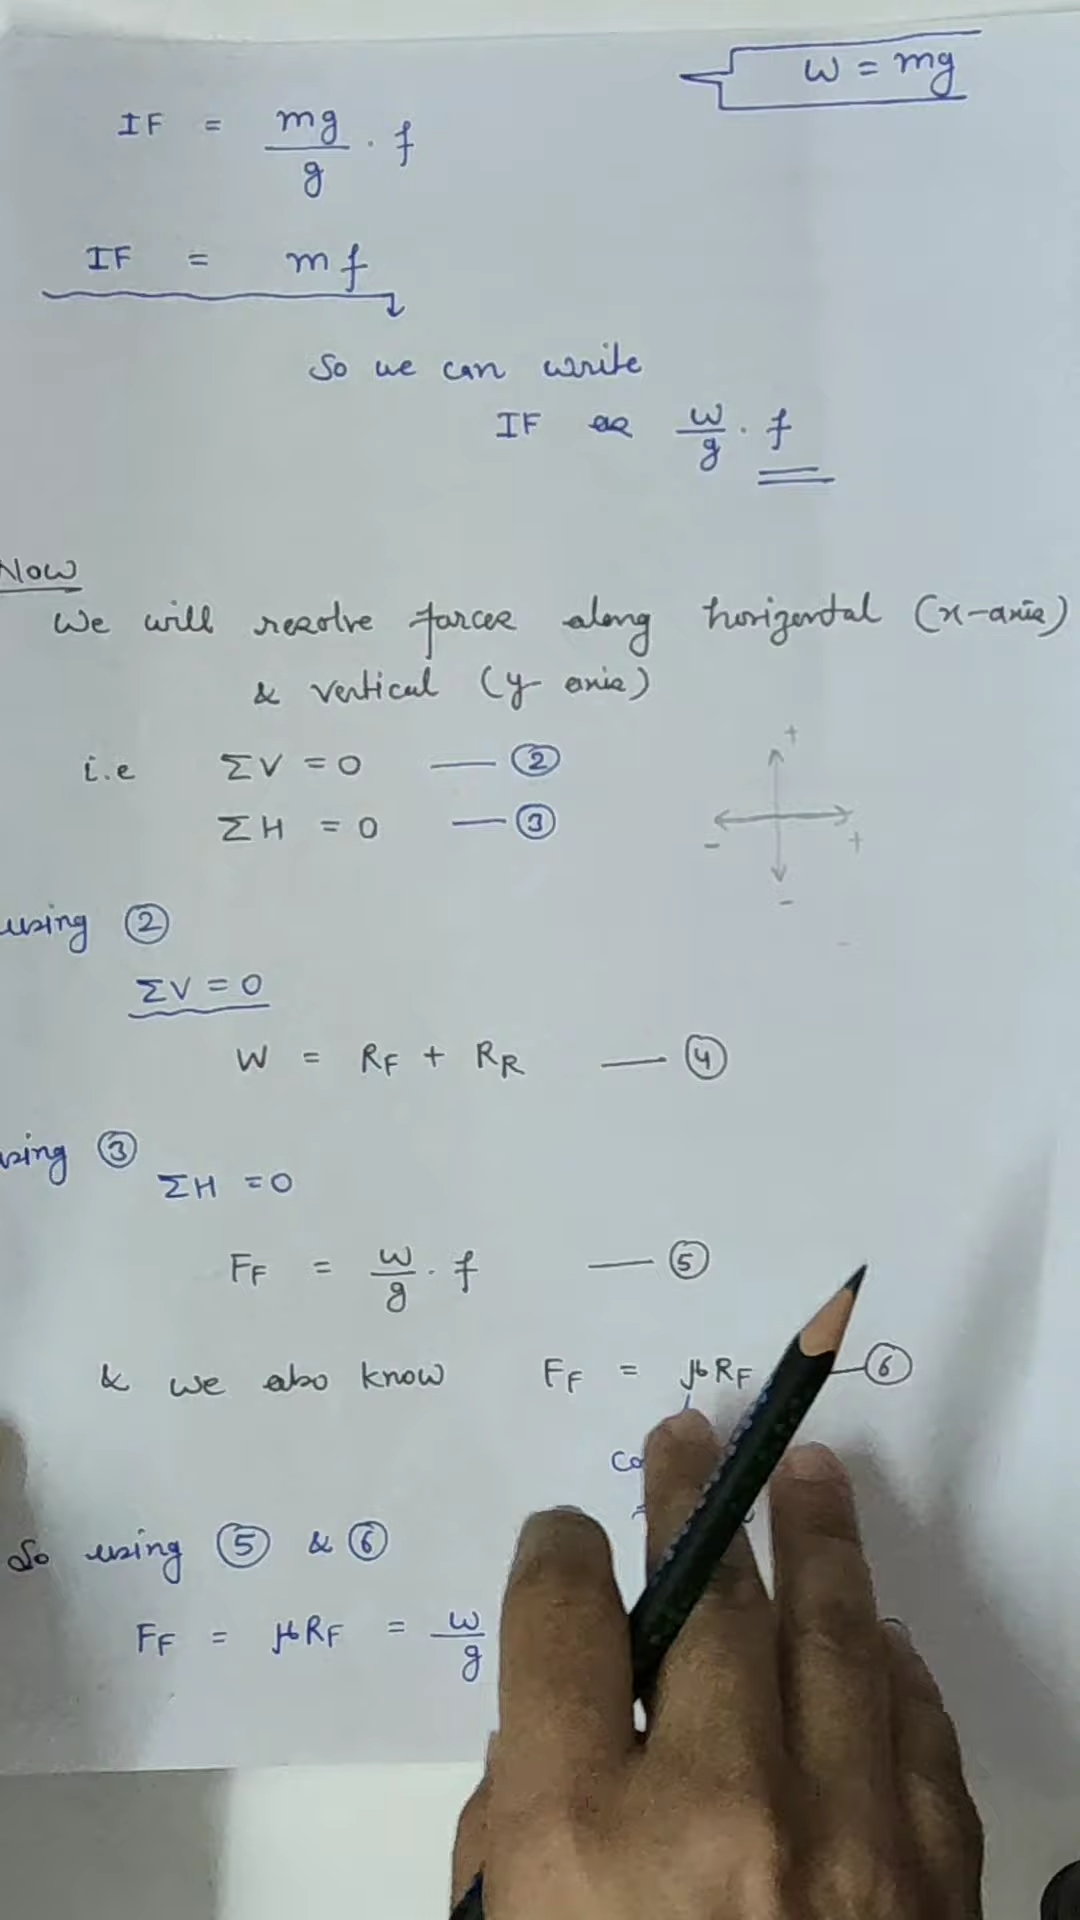 W = mg
IF = mg/g . f
IF = mf
So we can write
IF as W/g . f
Now
We will resolve forces along horizontal (x-axis)
& vertical (y axis)
i.e ΣV = 0 — ②
ΣH = 0 — ③
+
- +
-
using ②
ΣV = 0
W = RF + RR — ④
using ③
ΣH = 0
FF = W/g . f — ⑤
& we also know FF = μRF — ⑥
So using ⑤ & ⑥
FF = μRF = W/g